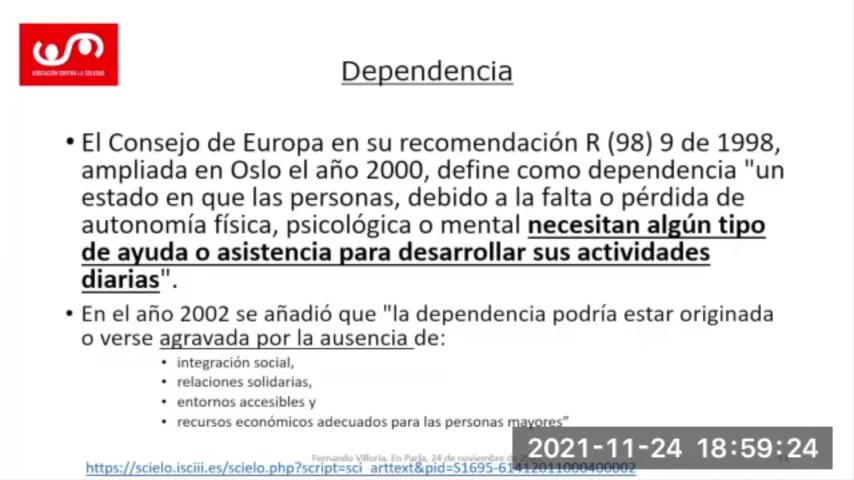 ASOCIACIÓN CONTRA LA SOLEDAD
Dependencia
• El Consejo de Europa en su recomendación R (98) 9 de 1998,
ampliada en Oslo el año 2000, define como dependencia "un
estado en que las personas, debido a la falta o pérdida de
autonomía física, psicológica o mental necesitan algún tipo
de ayuda o asistencia para desarrollar sus actividades
diarias".
• En el año 2002 se añadió que "la dependencia podría estar originada
o verse agravada por la ausencia de:
• integración social,
• relaciones solidarias,
• entornos accesibles y
• recursos económicos adecuados para las personas mayores”
2021-11-24 18:59:24
Fernando Villoria. En Parla, 24 de noviembre
https://scielo.isciii.es/scielo.php?script=sci_arttext&pid=S1695-61412011000400002